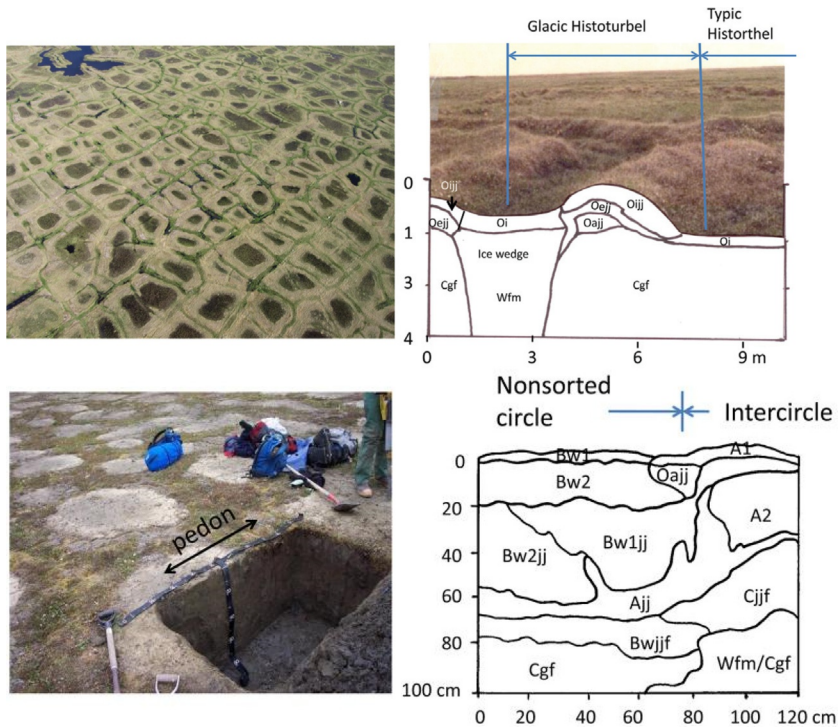 Glacic Histoturbel
Typic
Historthel
0
1
3
4
Oijj
Oejj
Oi
Oejj
Oijj
Oajj
Oi
Ice wedge
Cgf
Wfm
Cgf
0
3
6
9 m
pedon
Nonsorted
circle
Intercircle
0
20
40
60
80
100 cm
Bw1
A1
Bw2
Oajj
A2
Bw2jj
Bw1jj
Ajj
Cjjf
Bwjjf
Cgf
Wfm/Cgf
0
20
40
60
80
100
120 cm